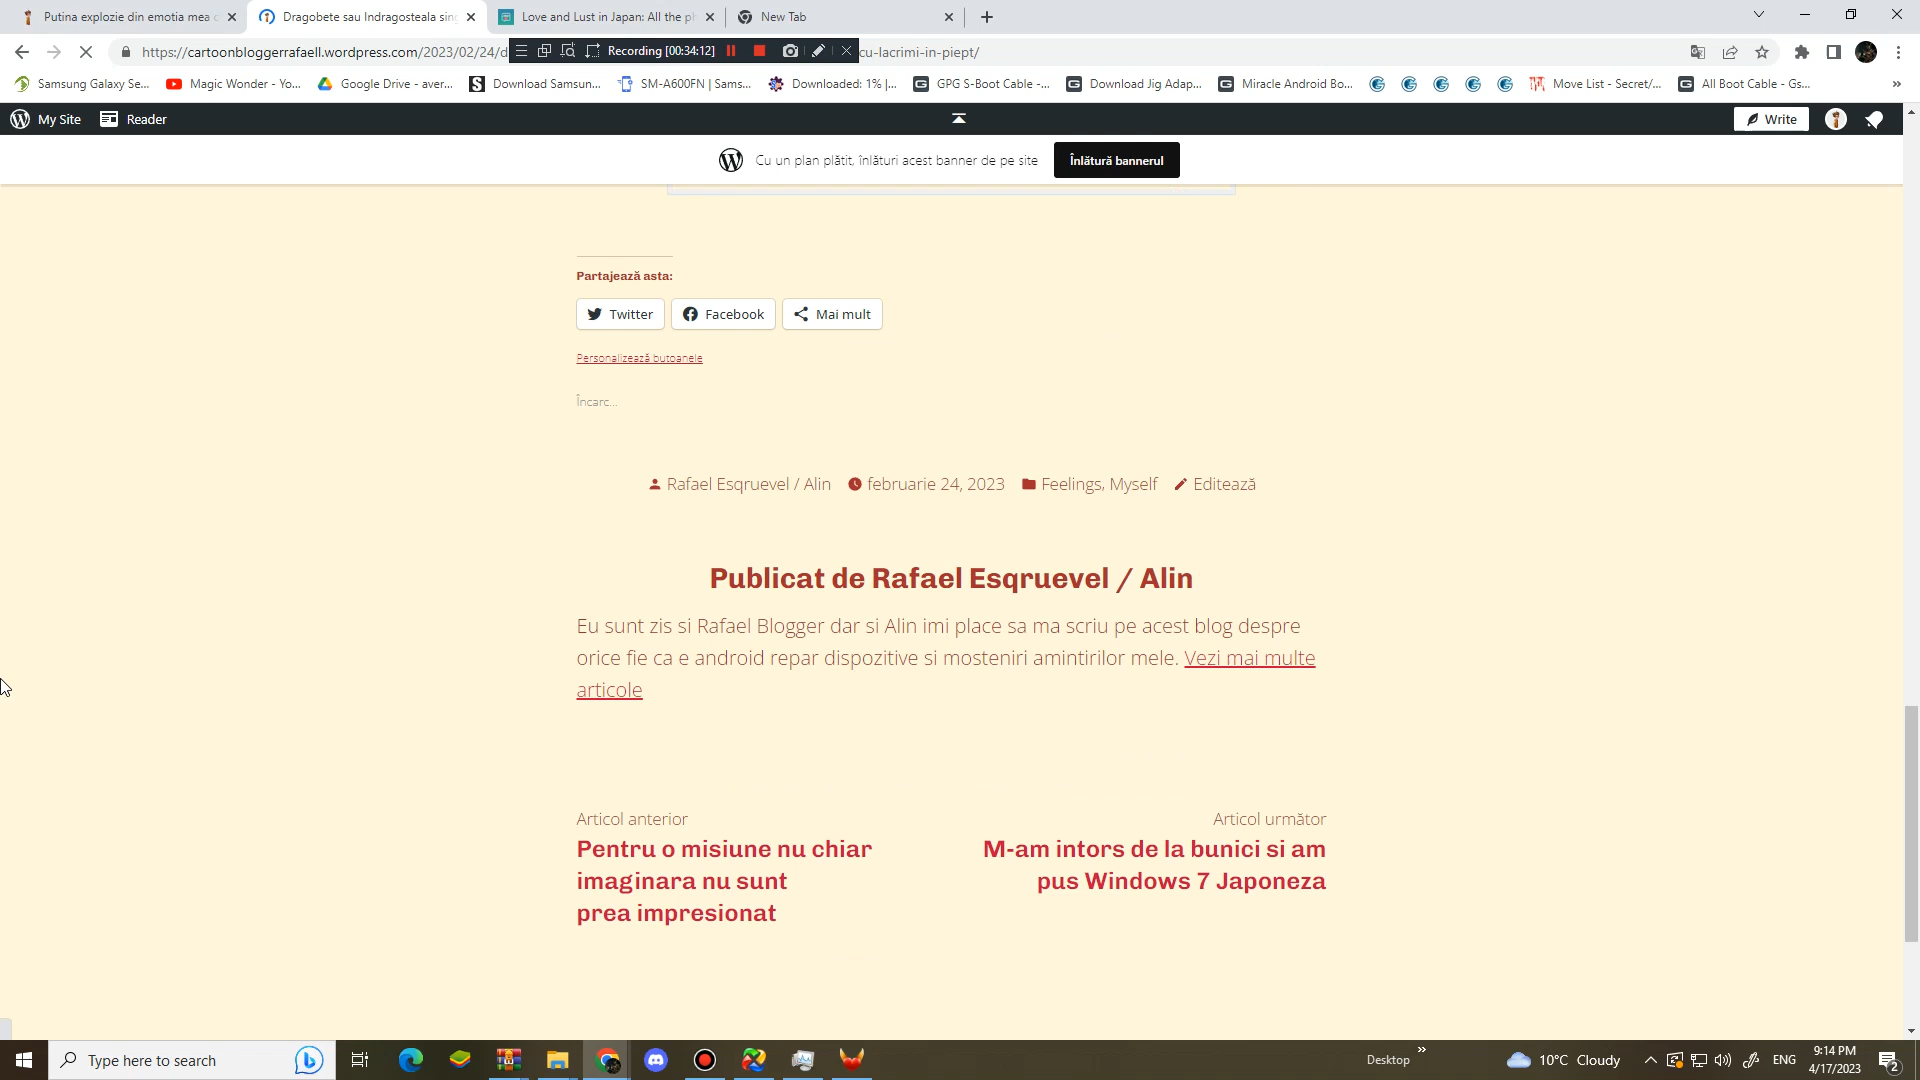 Putina explozie din emotia mea c
Dragobete sau Indragosteala sing
Love and Lust in Japan: All the ph
New Tab
https://cartoonbloggerrafaell.wordpress.com/2023/02/24/d
Recording [00:34:12]
cu-lacrimi-in-piept/
Samsung Galaxy Se...
Magic Wonder - Yo...
Google Drive - aver...
Download Samsun...
SM-A600FN | Sams...
Downloaded: 1% |...
GPG S-Boot Cable -...
Download Jig Adap...
Miracle Android Bo...
Move List - Secret/...
All Boot Cable - Gs...
My Site
Reader
Write
Cu un plan plătit, înlături acest banner de pe site
Înlătură bannerul
Partajează asta:
Twitter
Facebook
Mai mult
Personalizează butoanele
Încarc...
Rafael Esqruevel / Alin
februarie 24, 2023
Feelings, Myself
Editează
Publicat de Rafael Esqruevel / Alin
Eu sunt zis si Rafael Blogger dar si Alin imi place sa ma scriu pe acest blog despre
orice fie ca e android repar dispozitive si mosteniri amintirilor mele. Vezi mai multe
articole
Articol anterior
Pentru o misiune nu chiar
imaginara nu sunt
prea impresionat
Articol următor
M-am intors de la bunici si am
pus Windows 7 Japoneza
Type here to search
Desktop
10°C Cloudy
ENG
9:14 PM
4/17/2023
2